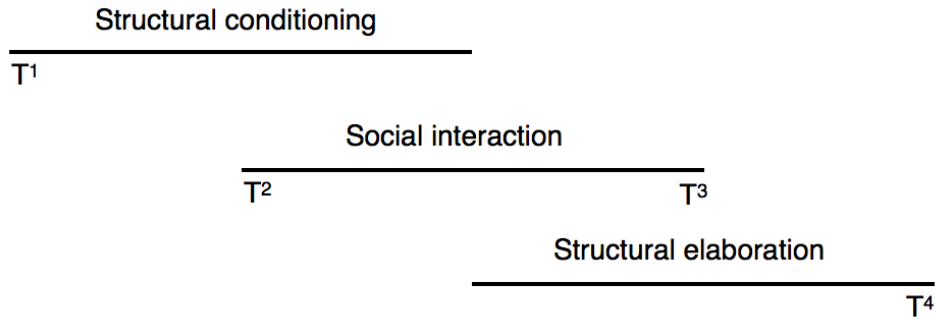 Structural conditioning
T¹
Social interaction
T² T³
Structural elaboration
T⁴